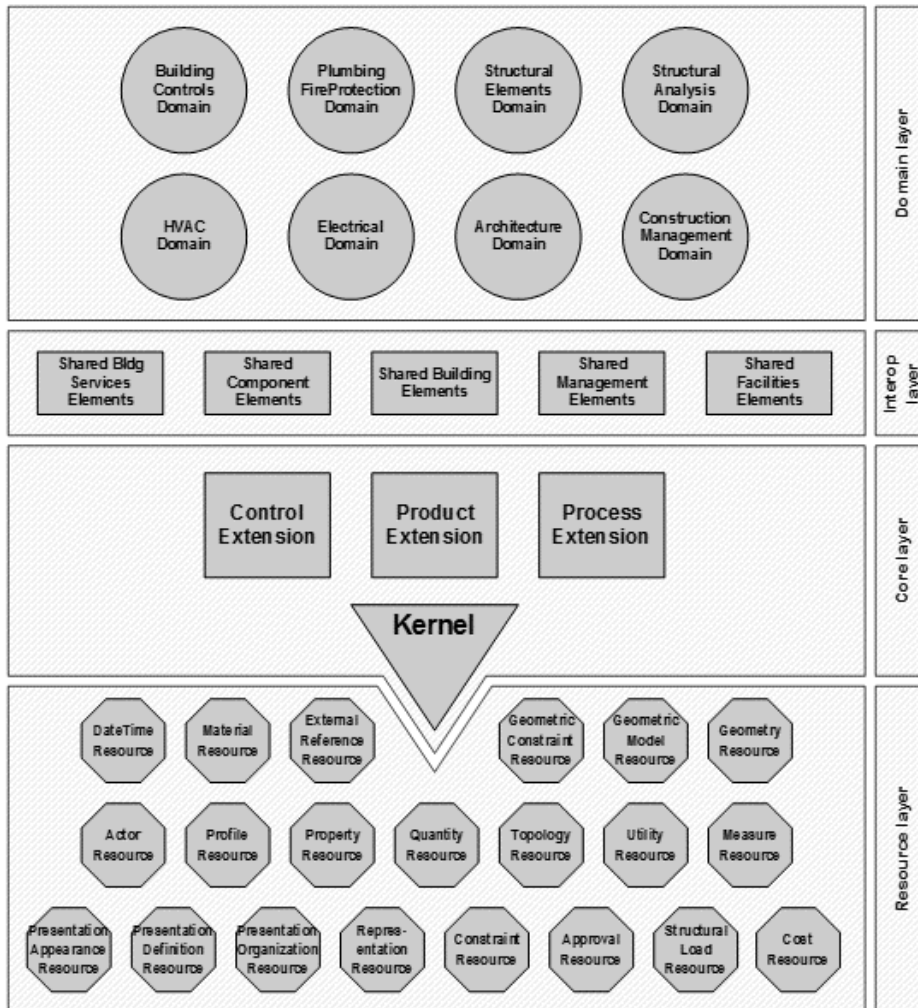 Building
Controls
Domain
Plumbing
FireProtection
Domain
Structural
Elements
Domain
Structural
Analysis
Domain
HVAC
Domain
Electrical
Domain
Architecture
Domain
Construction
Management
Domain
Domain layer
Shared Bldg
Services
Elements
Shared
Component
Elements
Shared Building
Elements
Shared
Management
Elements
Shared
Facilities
Elements
Interop
layer
Control
Extension
Product
Extension
Process
Extension
Kernel
Core layer
DateTime
Resource
Material
Resource
External
Reference
Resource
Geometric
Constraint
Resource
Geometric
Model
Resource
Geometry
Resource
Actor
Resource
Profile
Resource
Property
Resource
Quantity
Resource
Topology
Resource
Utility
Resource
Measure
Resource
Presentation
Appearance
Resource
Presentation
Definition
Resource
Presentation
Organization
Resource
Repres-
entation
Resource
Constraint
Resource
Approval
Resource
Structural
Load
Resource
Cost
Resource
Resource layer